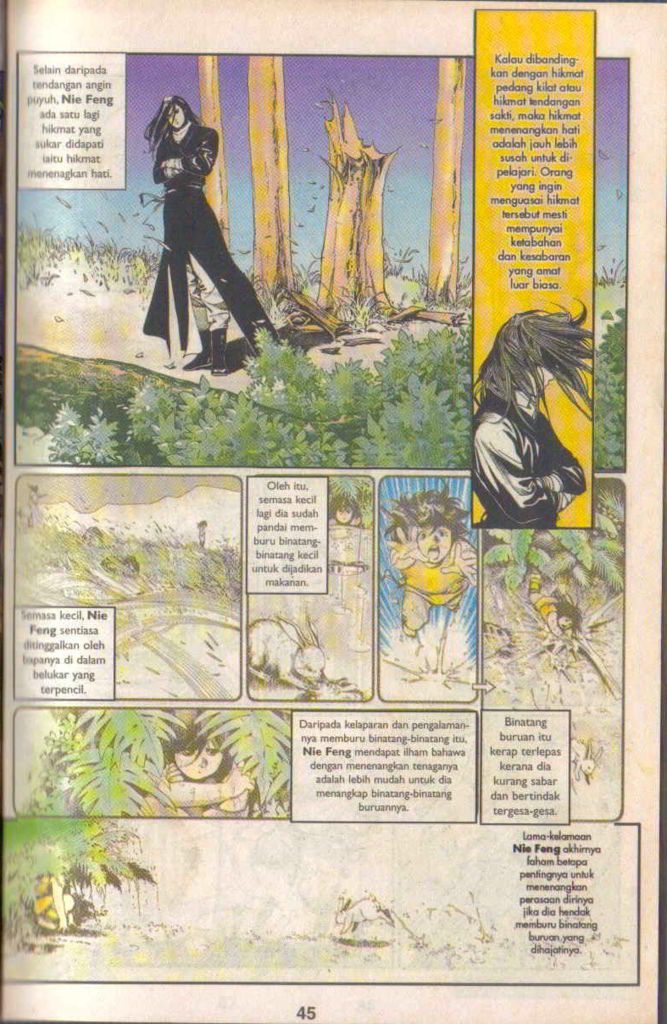 Selain daripada
tendangan angin
puyuh, Nie Feng
ada satu lagi
hikmat yang
sukar didapati
iaitu hikmat
menenagkan hati.
Kalau dibanding-
kan dengan hikmat
pedang kilat atau
hikmat tendangan
sakti, maka hikmat
menenangkan hati
adalah jauh lebih
susah untuk di-
pelajari. Orang
yang ingin
menguasai hikmat
tersebut mesti
mempunyai
ketabahan
dan kesabaran
yang amat
luar biasa.
Semasa kecil, Nie
Feng sentiasa
ditinggalkan oleh
bapanya di dalam
belukar yang
terpencil.
Oleh itu,
semasa kecil
lagi dia sudah
pandai mem-
buru binatang-
binatang kecil
untuk dijadikan
makanan.
Binatang
buruan itu
kerap terlepas
kerana dia
kurang sabar
dan bertindak
tergesa-gesa.
Daripada kelaparan dan pengalaman-
nya memburu binatang-binatang itu,
Nie Feng mendapat ilham bahawa
dengan menenangkan tenaganya
adalah lebih mudah untuk dia
menangkap binatang-binatang
buruannya.
Lama-kelamaan
Nie Feng akhirnya
faham betapa
pentingnya untuk
menenangkan
perasaan dirinya
jika dia hendak
memburu binatang
buruan yang
dihajatinya.
45